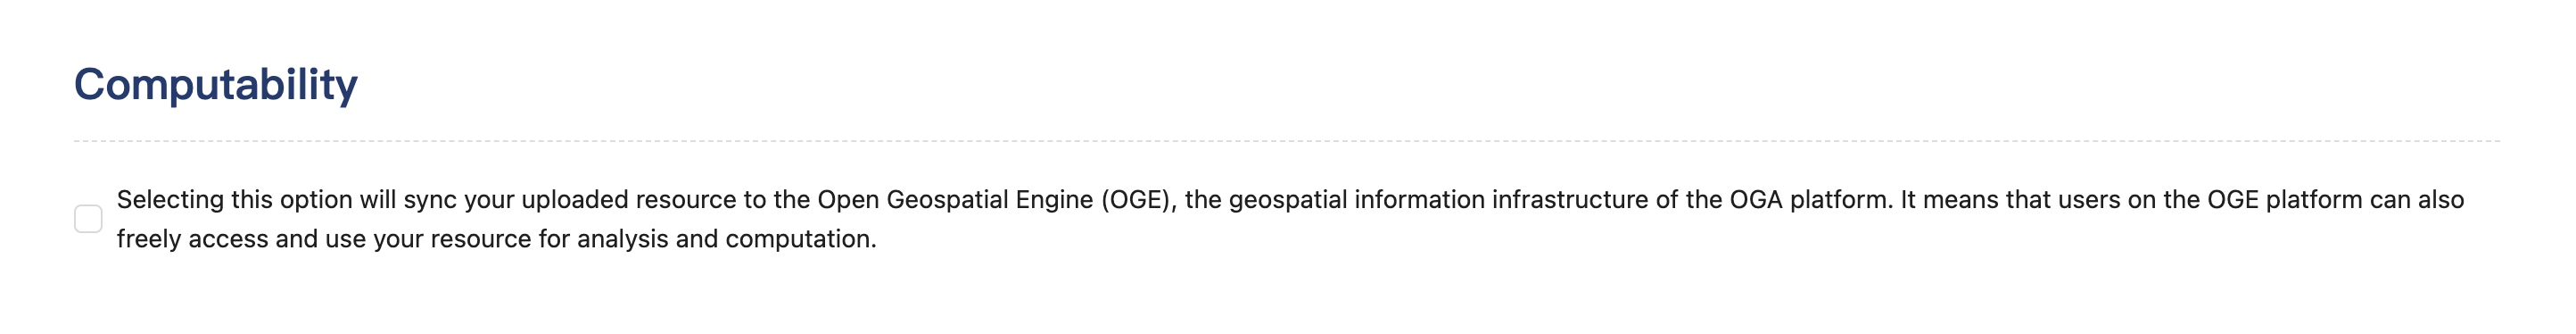 Computability
Selecting this option will sync your uploaded resource to the Open Geospatial Engine (OGE), the geospatial information infrastructure of the OGA platform. It means that users on the OGE platform can also
freely access and use your resource for analysis and computation.